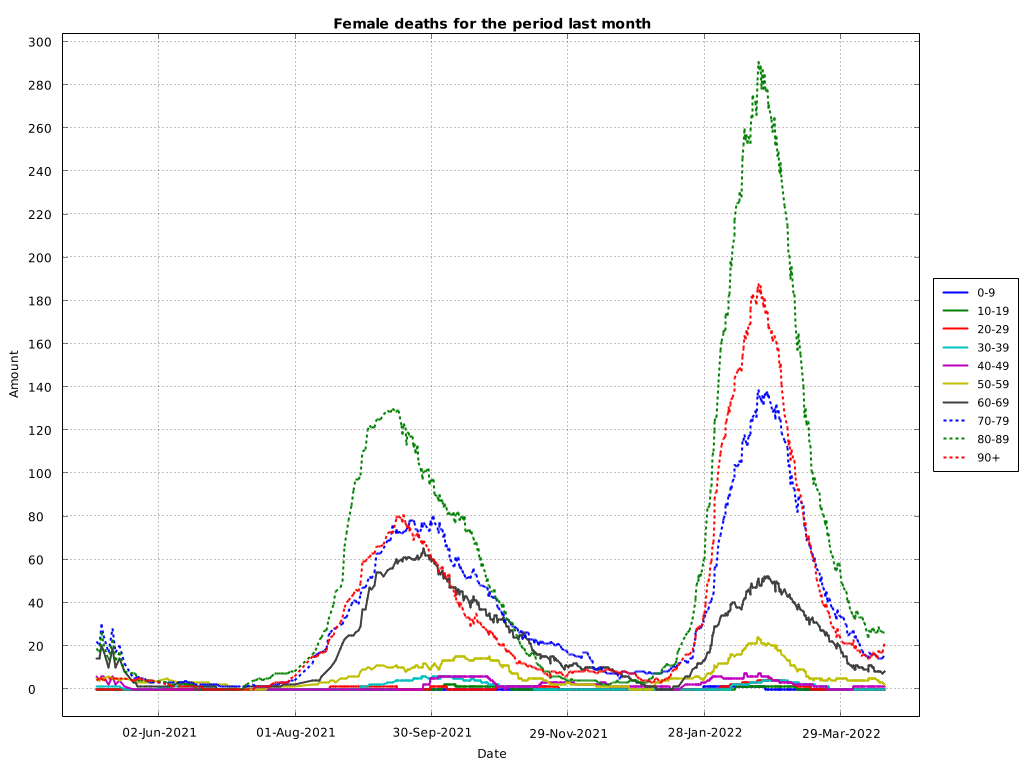 Female deaths for the period last month
300
280
260
240
220
200
180
160
140
120
100
80
60
40
20
0
Amount
02-Jun-2021
01-Aug-2021
30-Sep-2021
29-Nov-2021
28-Jan-2022
29-Mar-2022
Date
0-9
10-19
20-29
30-39
40-49
50-59
60-69
70-79
80-89
90+